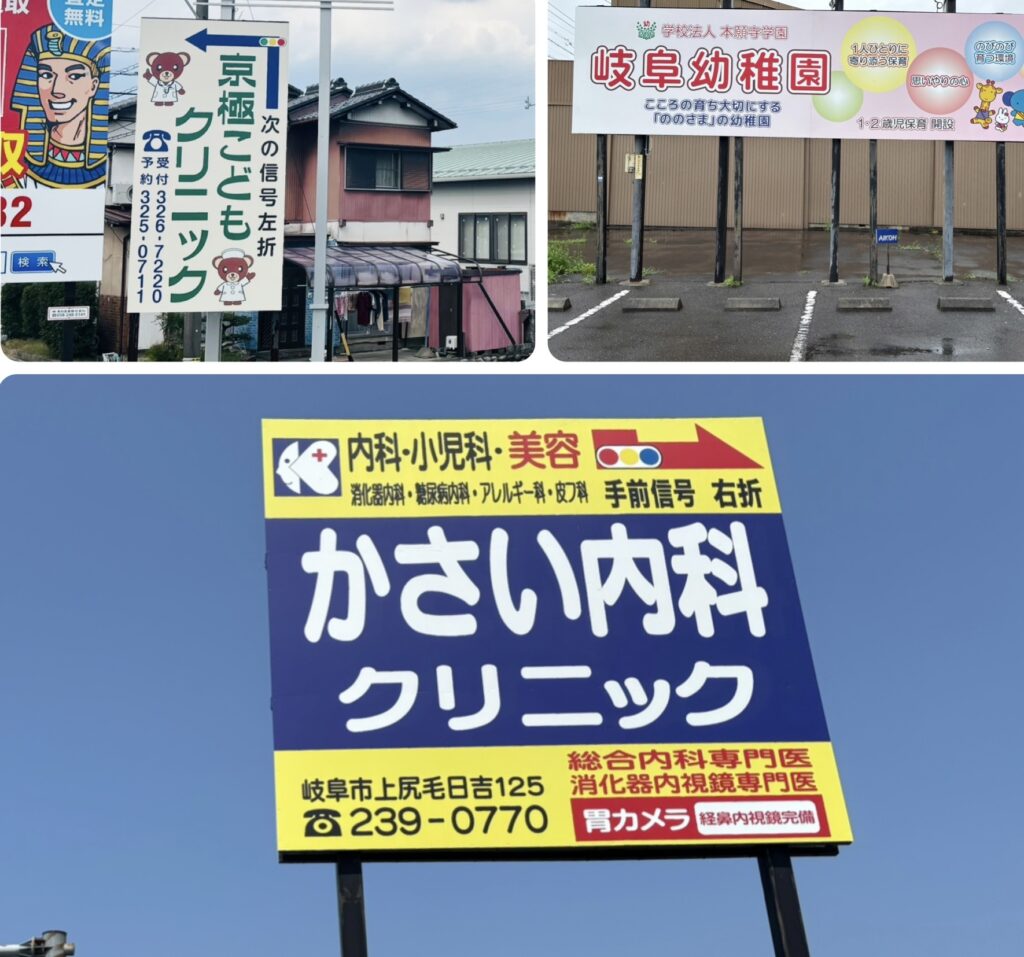 無料
取
32
検索
次の信号左折
京極こども
クリニック
受付 326-7220
予約 325-0711
学校法人 本願寺学園
岐阜幼稚園
こころの育ち大切にする
「ののさま」の幼稚園
1人ひとりに
寄り添う保育
思いやりの心
のびのび
育つ環境
1・2歳児保育 開設
内科・小児科・美容
消化器内科・糖尿病内科・アレルギー科・皮フ科
手前信号 右折
かさい内科
クリニック
岐阜市上尻毛日吉125
☎239-0770
総合内科専門医
消化器内視鏡専門医
胃カメラ 経鼻内視鏡完備